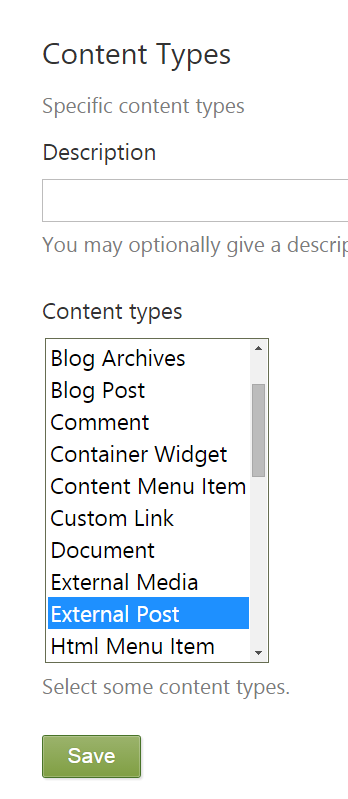 Content Types
Specific content types
Description
You may optionally give a descrip
Content types
Blog Archives
Blog Post
Comment
Container Widget
Content Menu Item
Custom Link
Document
External Media
External Post
Html Menu Item
Select some content types.
Save